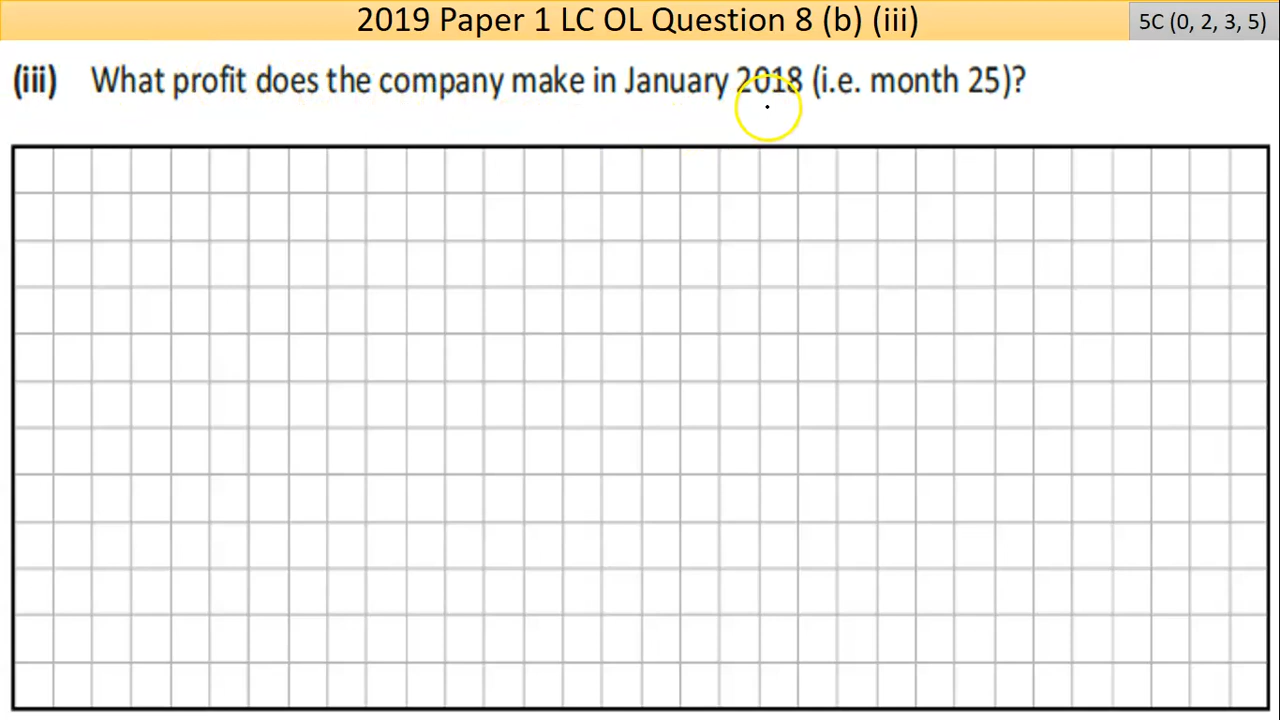 2019 Paper 1 LC OL Question 8 (b) (iii)
5C (0, 2, 3, 5)
(iii) What profit does the company make in January 2018 (i.e. month 25)?